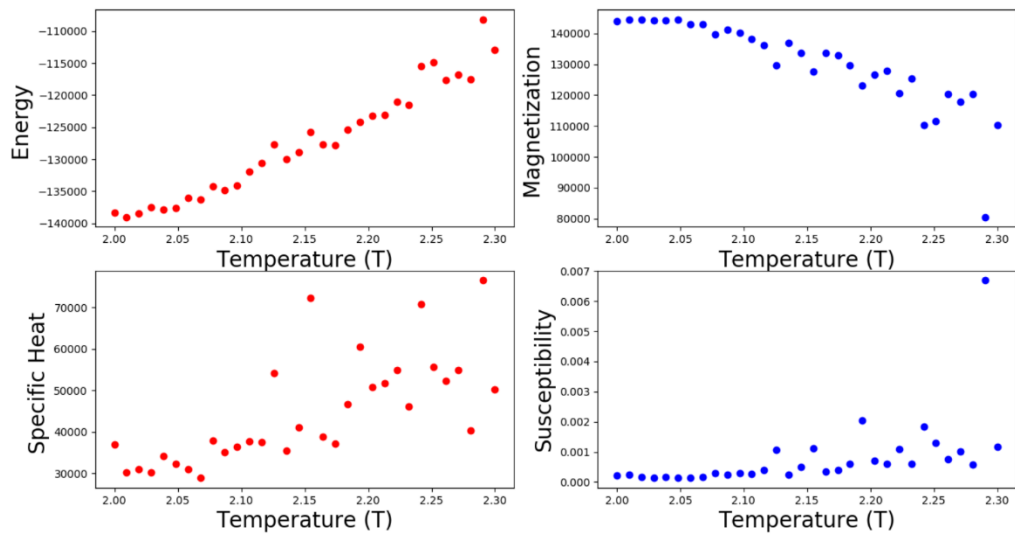 Energy
−110000
−115000
−120000
−125000
−130000
−135000
−140000
2.00 2.05 2.10 2.15 2.20 2.25 2.30
Temperature (T)
Magnetization
140000
130000
120000
110000
100000
90000
80000
2.00 2.05 2.10 2.15 2.20 2.25 2.30
Temperature (T)
Specific Heat
70000
60000
50000
40000
30000
2.00 2.05 2.10 2.15 2.20 2.25 2.30
Temperature (T)
Susceptibility
0.007
0.006
0.005
0.004
0.003
0.002
0.001
0.000
2.00 2.05 2.10 2.15 2.20 2.25 2.30
Temperature (T)